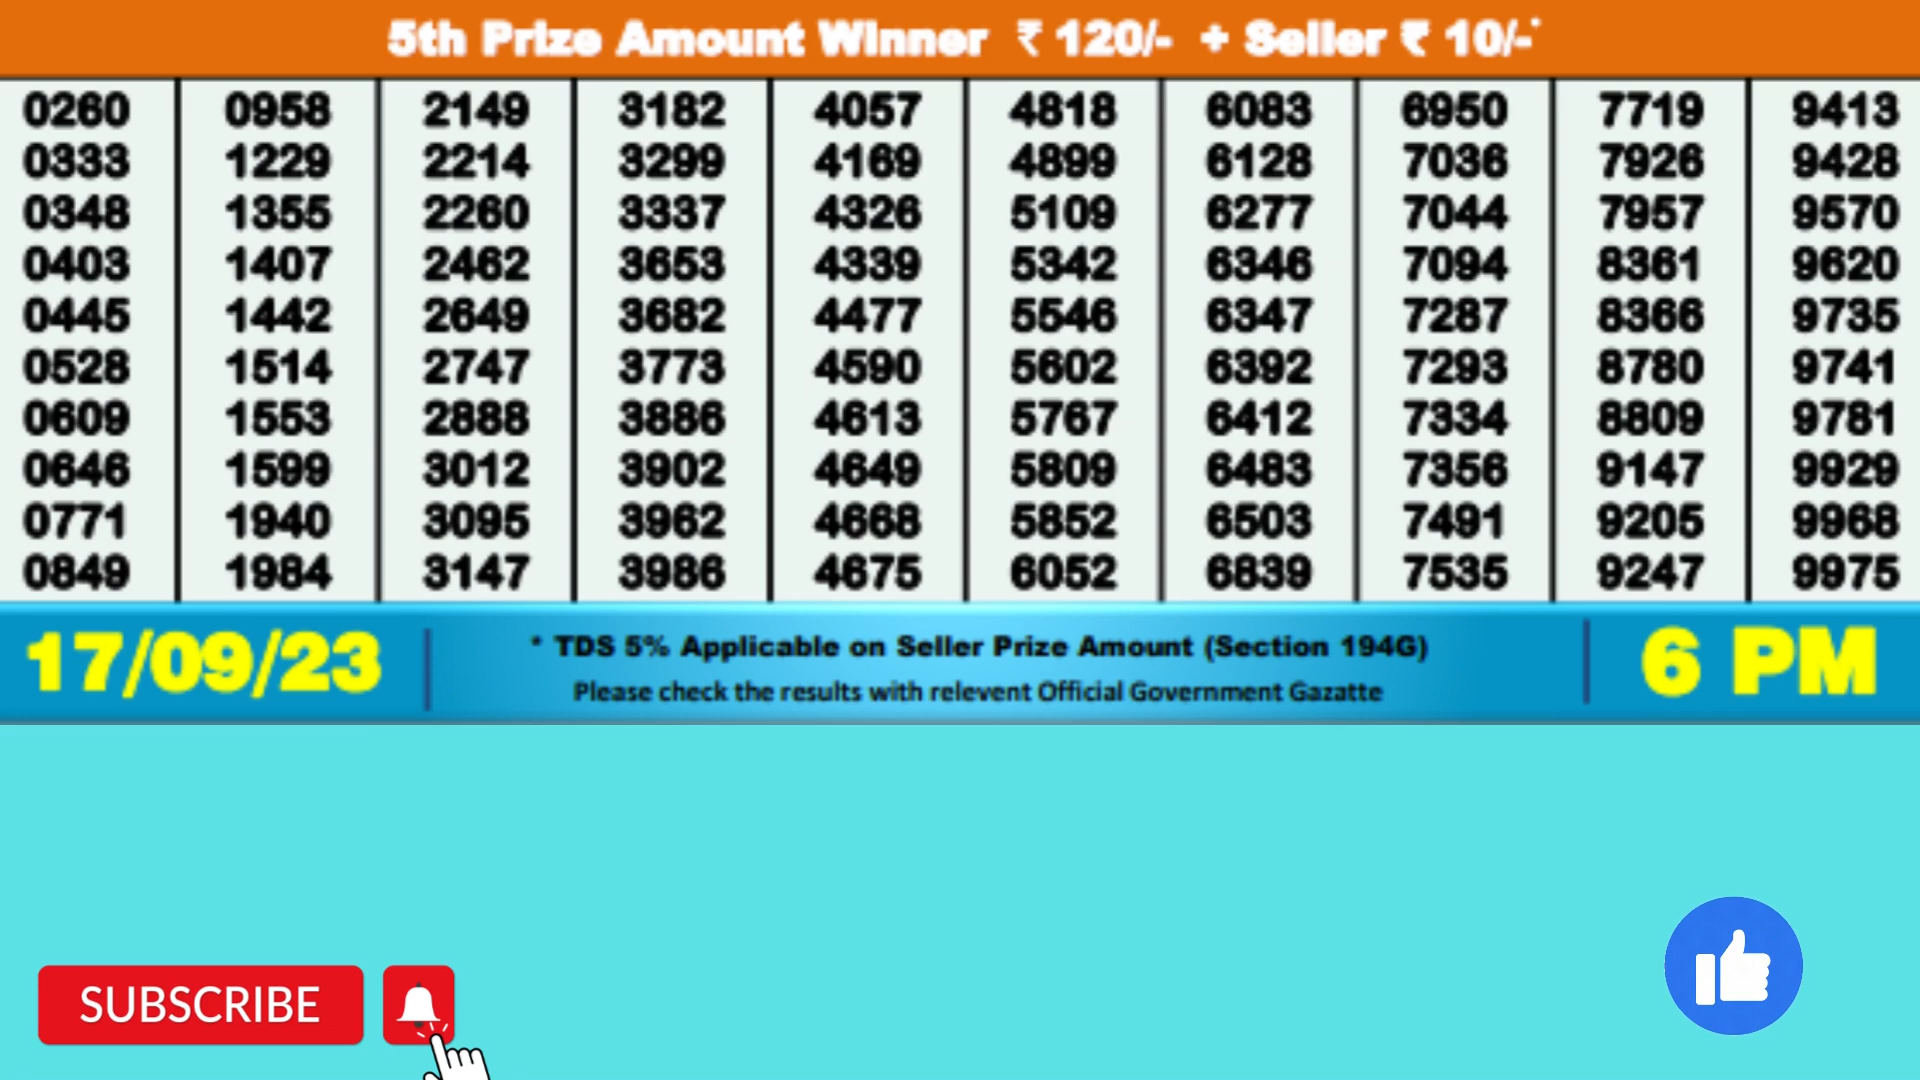 5th Prize Amount Winner ₹ 120/- + Seller ₹ 10/-*
0260 0958 2149 3182 4057 4818 6083 6950 7719 9413
0333 1229 2214 3299 4169 4899 6128 7036 7926 9428
0348 1355 2260 3337 4326 5109 6277 7044 7957 9570
0403 1407 2462 3653 4339 5342 6346 7094 8361 9620
0445 1442 2649 3682 4477 5546 6347 7287 8366 9735
0528 1514 2747 3773 4590 5602 6392 7293 8780 9741
0609 1553 2888 3886 4613 5767 6412 7334 8809 9781
0646 1599 3012 3902 4649 5809 6483 7356 9147 9929
0771 1940 3095 3962 4668 5852 6503 7491 9205 9968
0849 1984 3147 3986 4675 6052 6839 7535 9247 9975
17/09/23
* TDS 5% Applicable on Seller Prize Amount (Section 194G)
Please check the results with relevent Official Government Gazatte
6 PM
SUBSCRIBE